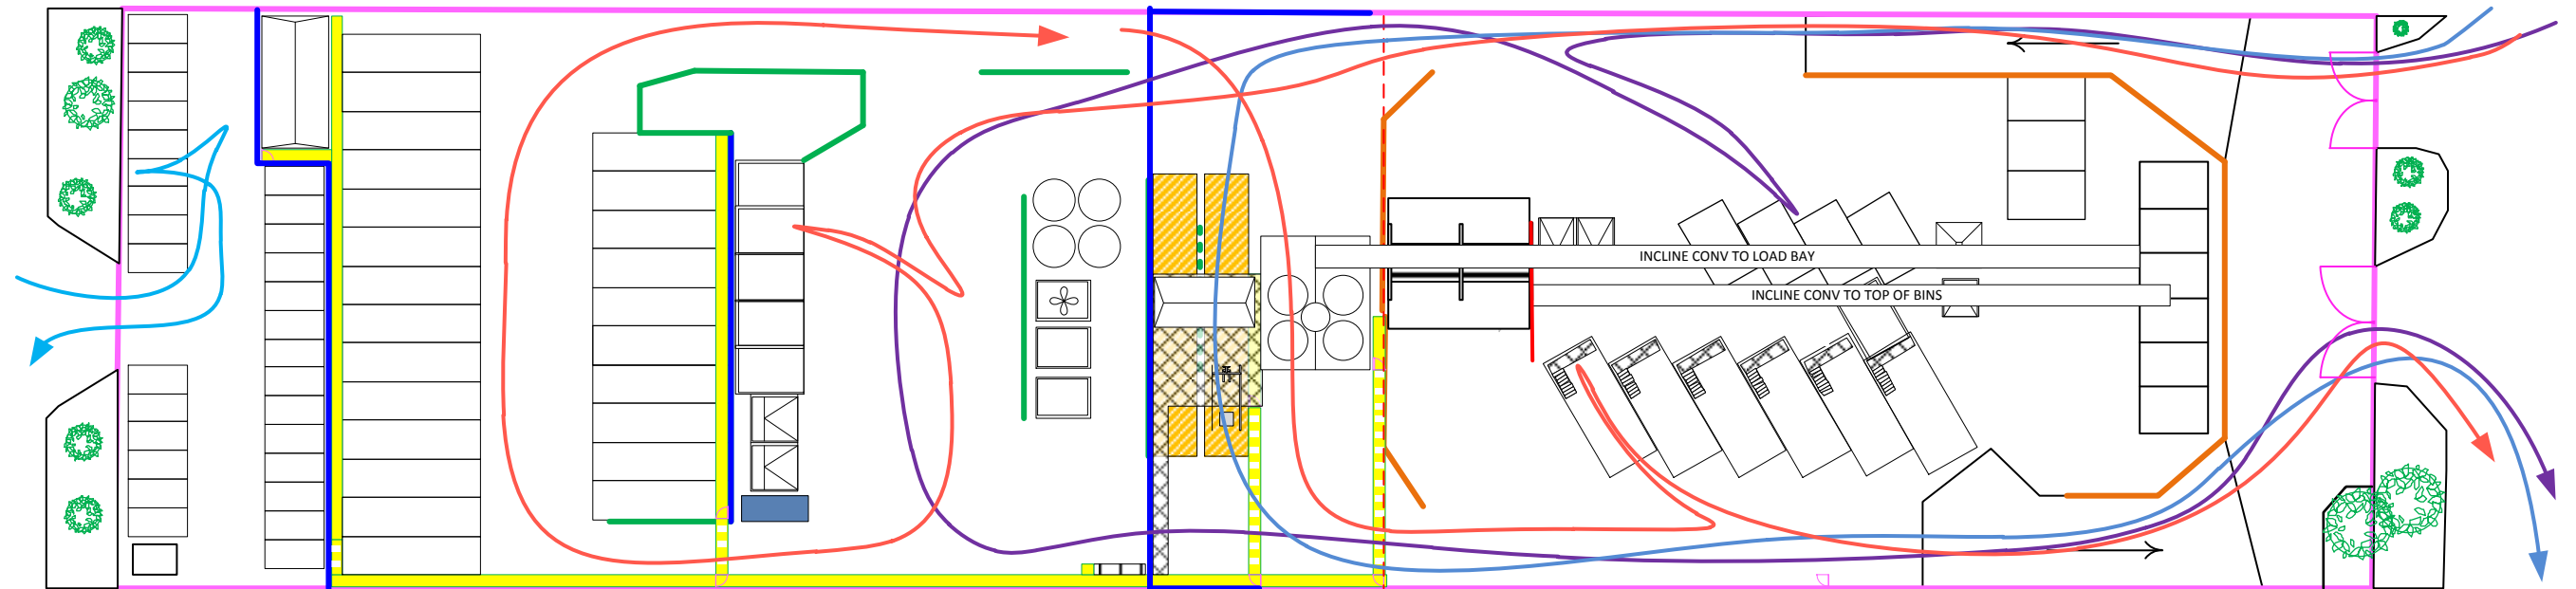 INCLINE CONV TO LOAD BAY
INCLINE CONV TO TOP OF BINS